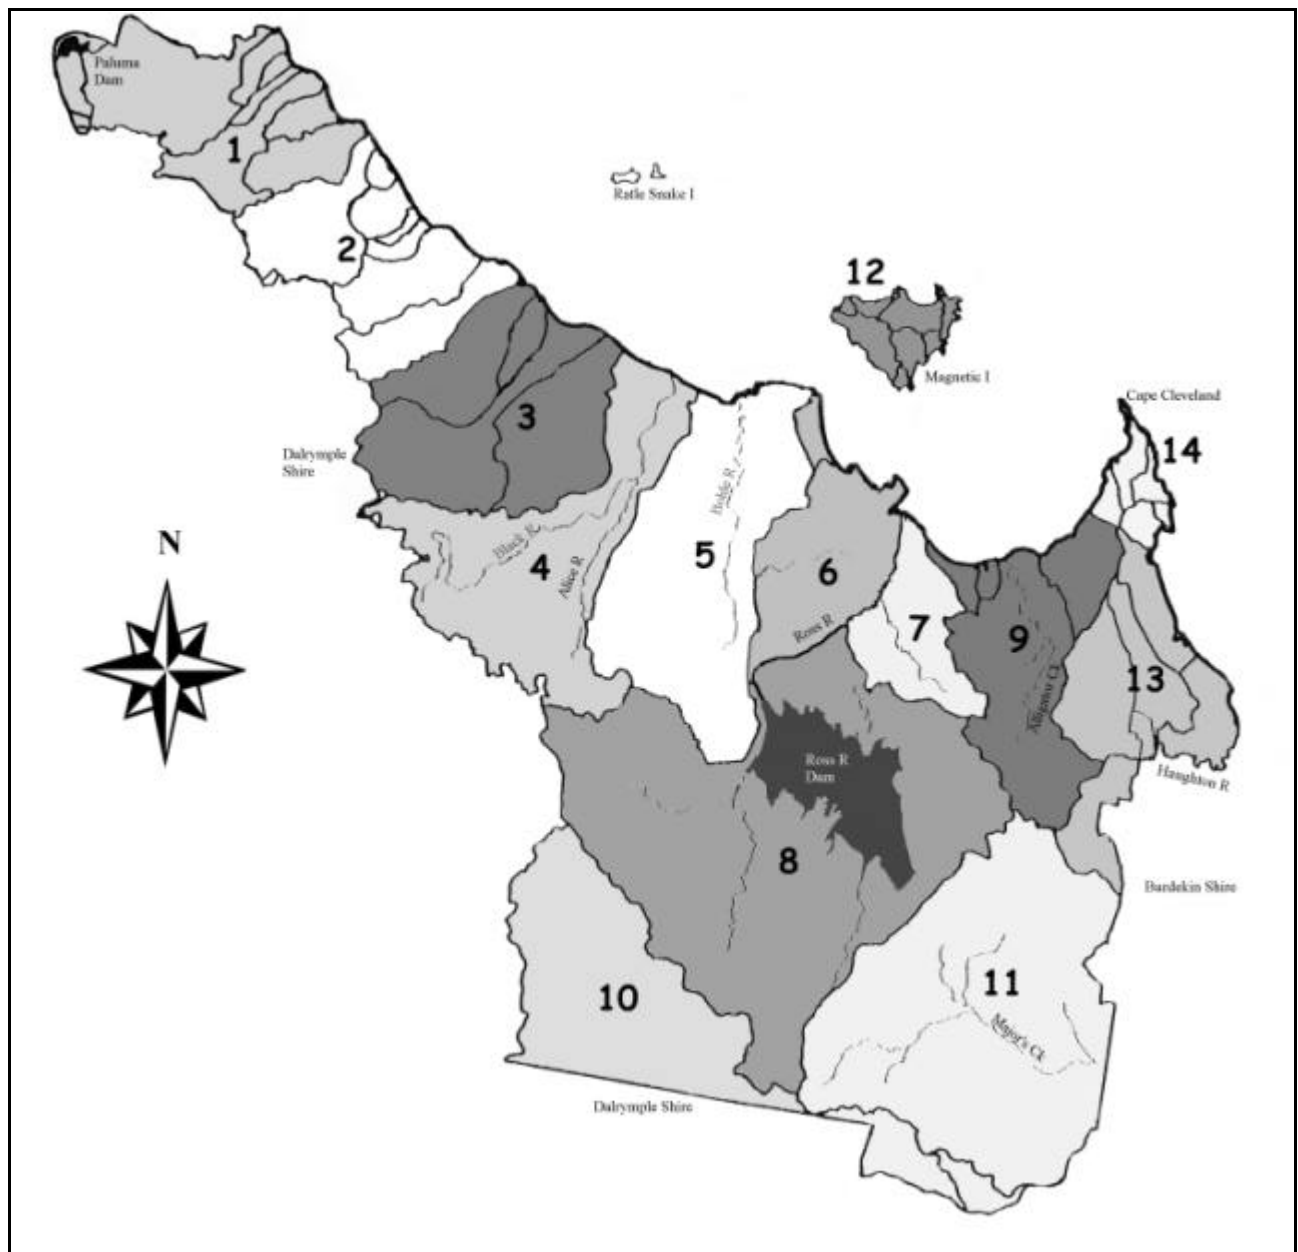 Paluma
Dam
1
Ratle Snake I
2
12
Magnetic I
Cape Cleveland
3
14
Dalrymple
Shire
Bohle R
N
Black R
4
Alice R
5
6
Ross R
7
9
Alligator Ck
13
Ross R
Dam
Haughton R
8
Burdekin Shire
10
11
Major's Ck
Dalrymple Shire